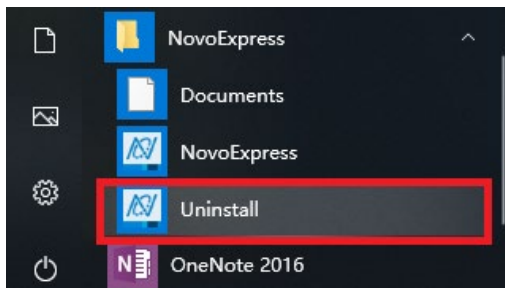 NovoExpress
Documents
NovoExpress
Uninstall
OneNote 2016